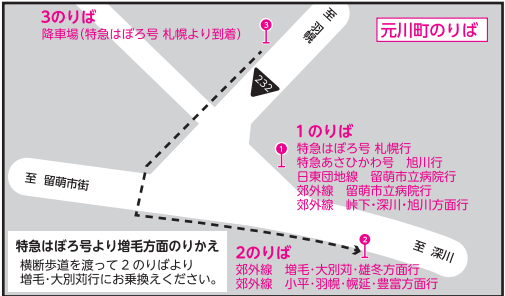 3のりば
降車場(特急はぼろ号 札幌より到着)
3
至 羽幌
元川町のりば
232
1
1のりば
特急はぼろ号 札幌行
特急あさひかわ号 旭川行
日東団地線 留萌市立病院行
郊外線 留萌市立病院行
郊外線 峠下・深川・旭川方面行
至 留萌市街
特急はぼろ号より増毛方面のりかえ
横断歩道を渡って2のりばより
増毛・大別苅行にお乗換えください。
2
2のりば
郊外線 増毛・大別苅・雄冬方面行
郊外線 小平・羽幌・幌延・豊富方面行
至 深川